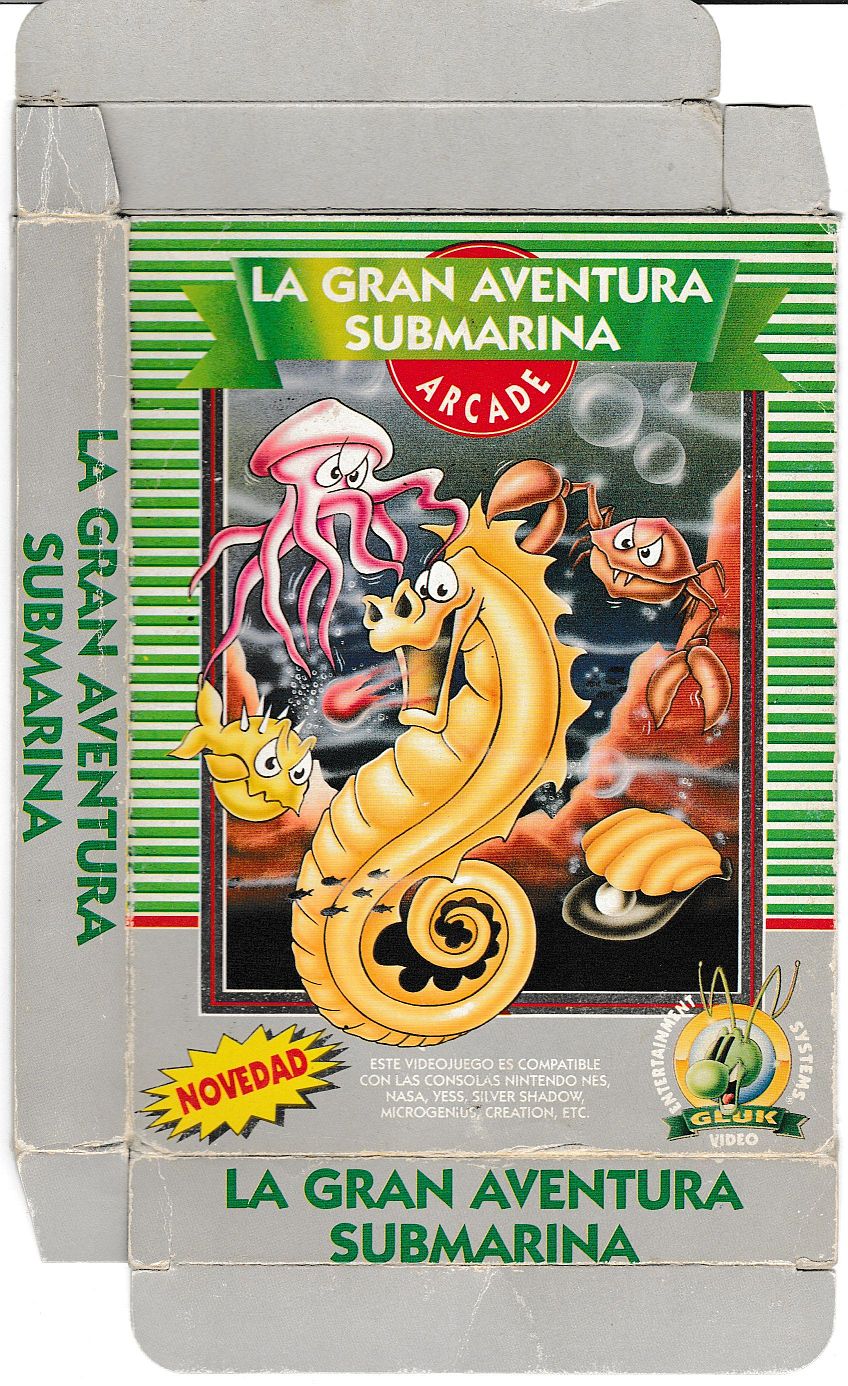 LA GRAN AVENTURA
SUBMARINA
ARCADE
LA GRAN AVENTURA
SUBMARINA
NOVEDAD
ESTE VIDEOJUEGO ES COMPATIBLE
CON LAS CONSOLAS NINTENDO NES,
NASA, YESS, SILVER SHADOW,
MICROGENIUS, CREATION, ETC.
ENTERTAINMENT
SYSTEMS®
GLUK
VIDEO
LA GRAN AVENTURA
SUBMARINA